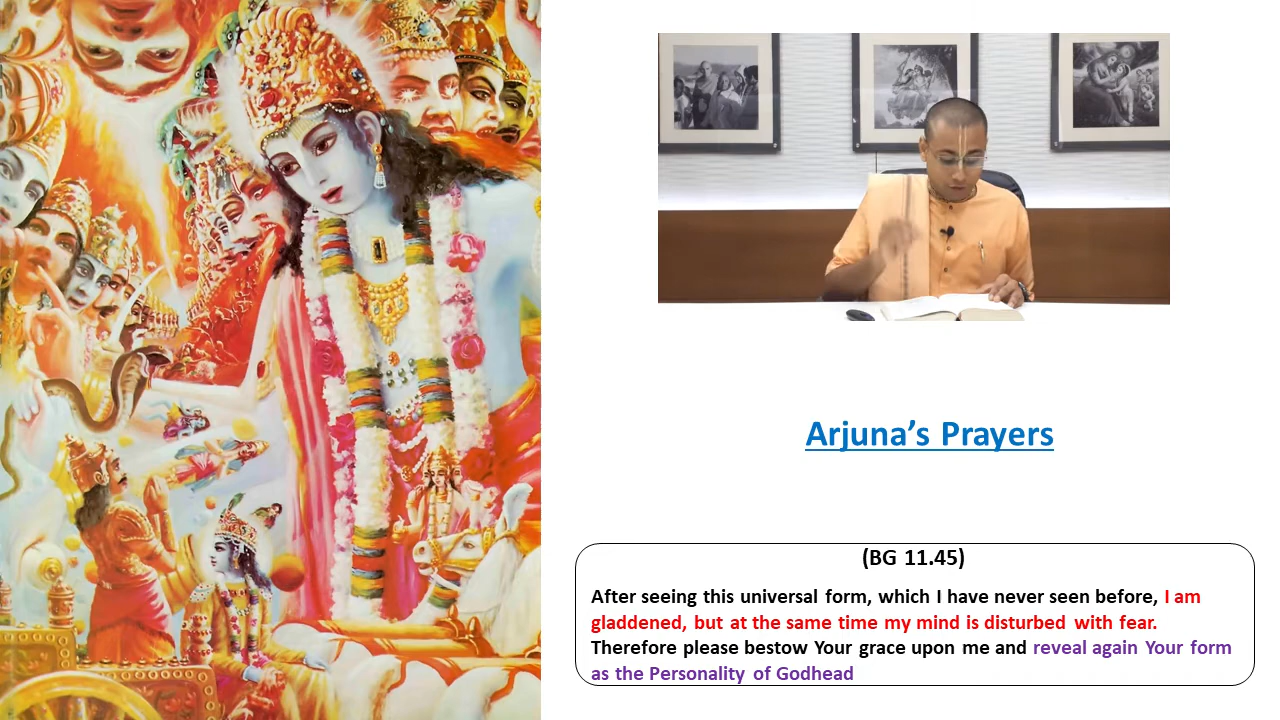 Arjuna’s Prayers
(BG 11.45)
After seeing this universal form, which I have never seen before, I am
gladdened, but at the same time my mind is disturbed with fear.
Therefore please bestow Your grace upon me and reveal again Your form
as the Personality of Godhead